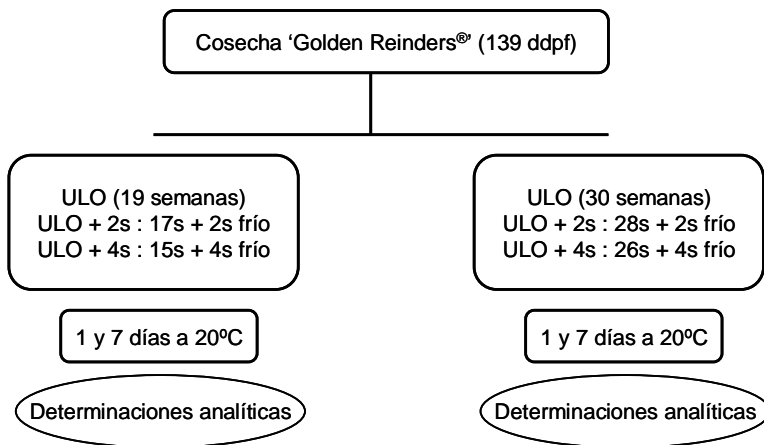 Cosecha ‘Golden Reinders®’ (139 ddpf)
ULO (19 semanas)
ULO + 2s : 17s + 2s frío
ULO + 4s : 15s + 4s frío
1 y 7 días a 20ºC
Determinaciones analíticas
ULO (30 semanas)
ULO + 2s : 28s + 2s frío
ULO + 4s : 26s + 4s frío
1 y 7 días a 20ºC
Determinaciones analíticas